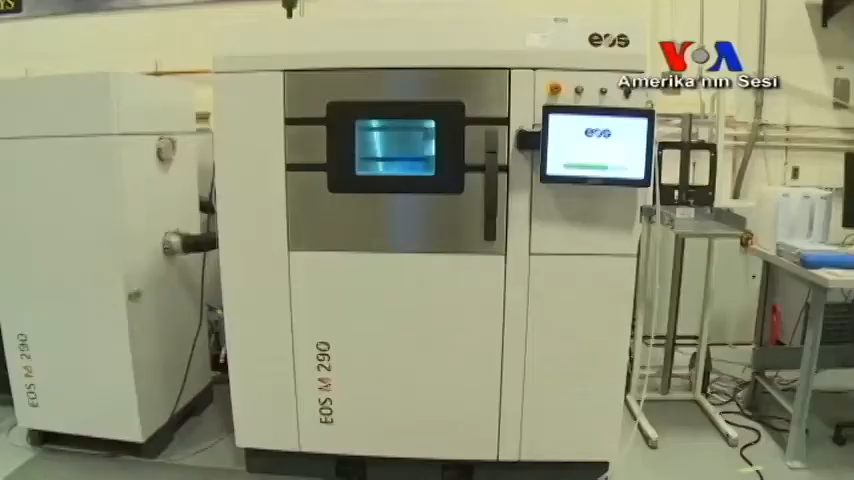 eos
VOA
Amerika'nın Sesi
eos
EOS M 290
EOS M 290